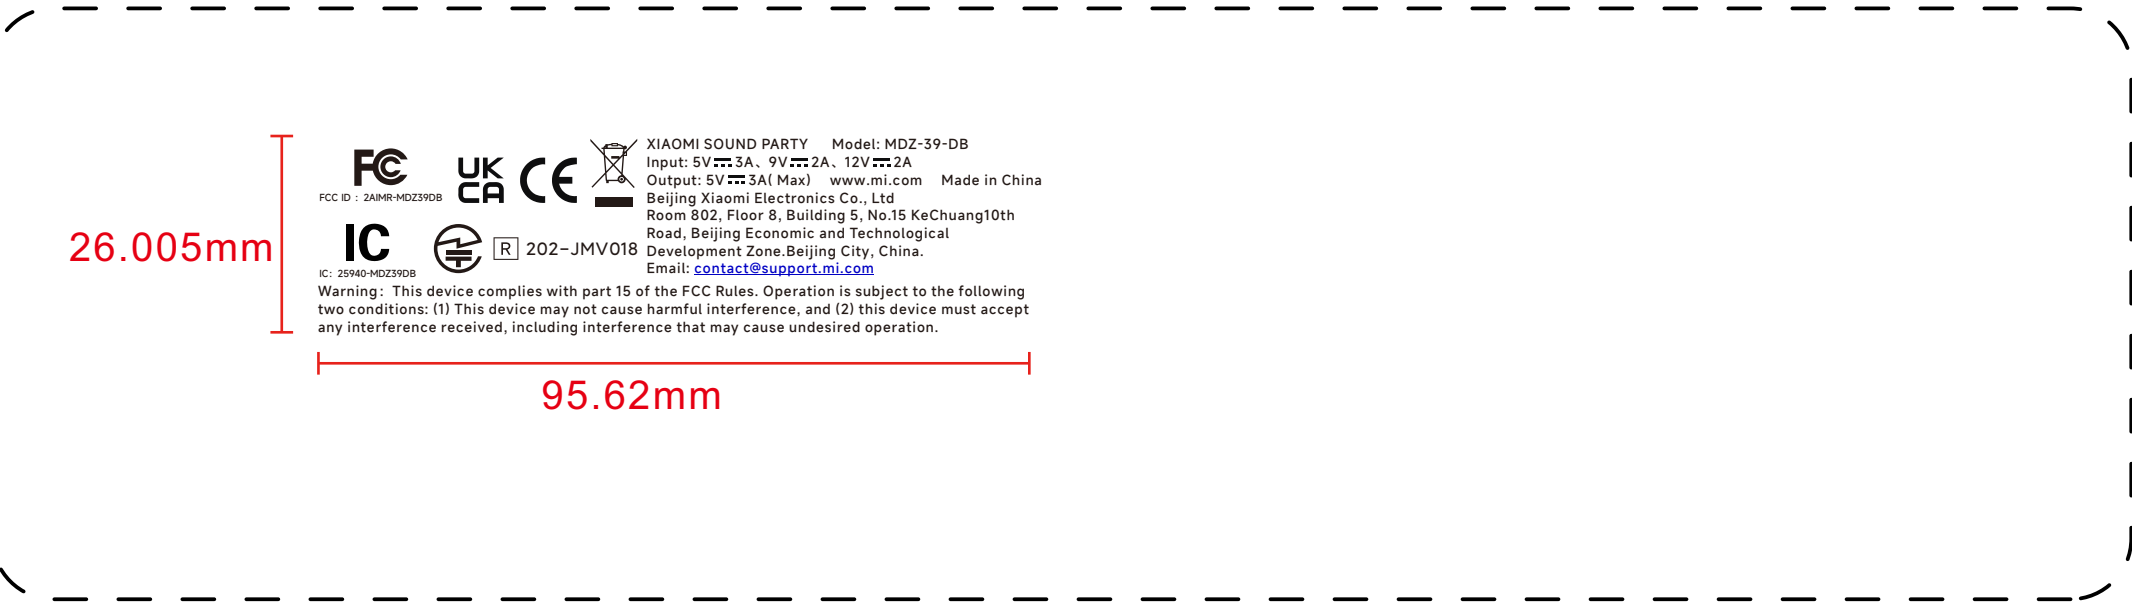 FC
FCC ID : 2AIMR-MDZ39DB
UK
CA
CE
IC
IC: 25940-MDZ39DB
R 202-JMV018
XIAOMI SOUND PARTY Model: MDZ-39-DB
Input: 5V⎓3A、9V⎓2A、12V⎓2A
Output: 5V⎓3A( Max) www.mi.com Made in China
Beijing Xiaomi Electronics Co., Ltd
Room 802, Floor 8, Building 5, No.15 KeChuang10th
Road, Beijing Economic and Technological
Development Zone.Beijing City, China.
Email: contact@support.mi.com
Warning: This device complies with part 15 of the FCC Rules. Operation is subject to the following
two conditions: (1) This device may not cause harmful interference, and (2) this device must accept
any interference received, including interference that may cause undesired operation.
26.005mm
95.62mm